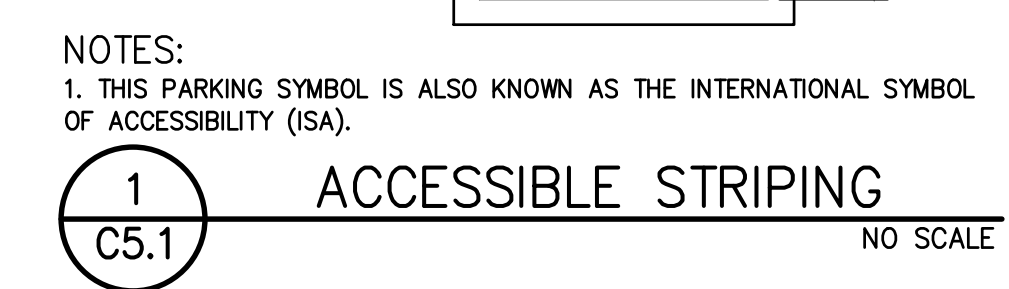 NOTES:
1. THIS PARKING SYMBOL IS ALSO KNOWN AS THE INTERNATIONAL SYMBOL
OF ACCESSIBILITY (ISA).
1
ACCESSIBLE STRIPING
C5.1
NO SCALE